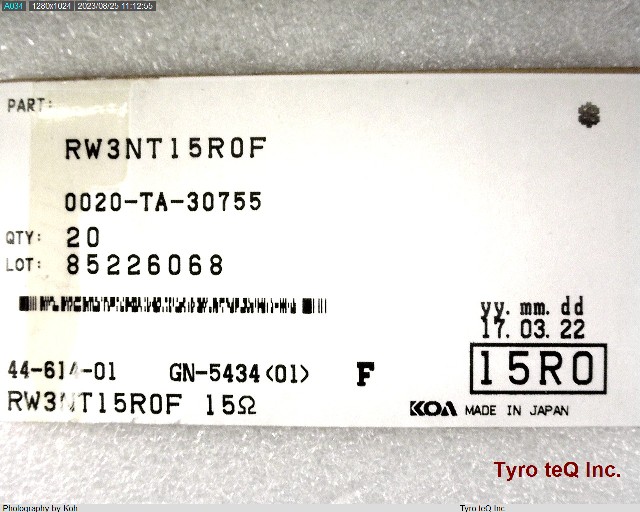 A034 1280x1024 2023/08/25 11:12:55
PART:
RW3NT15R0F
0020-TA-30755
QTY: 20
LOT: 85226068
yy. mm. dd
17. 03. 22
15R0
44-614-01 GN-5434<01> F
RW3NT15R0F 15Ω
KOA MADE IN JAPAN
Tyro teQ Inc.
Photography by Koh Tyro teQ Inc